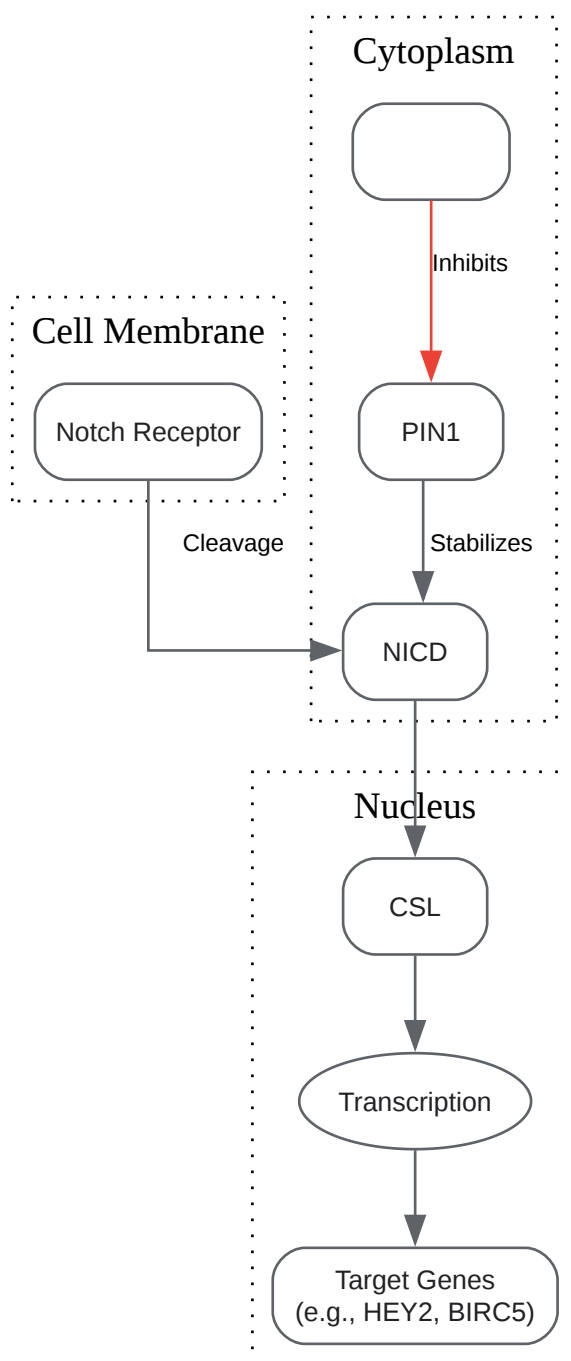 Cytoplasm
Inhibits
Cell Membrane
Notch Receptor
PIN1
Cleavage
Stabilizes
NICD
Nucleus
CSL
Transcription
Target Genes
(e.g., HEY2, BIRC5)